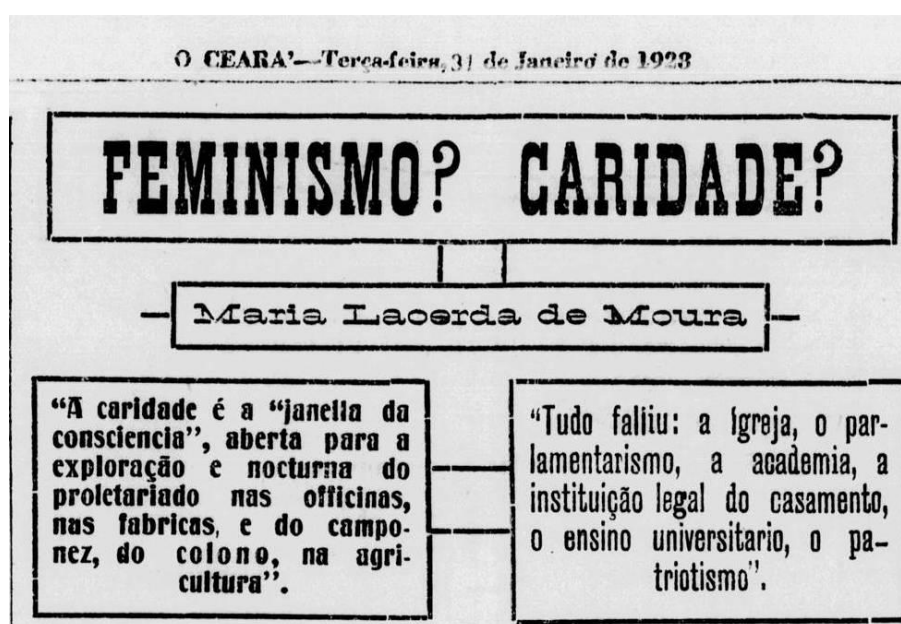 O CEARA'—Terça-feira, 31 de Janeiro de 1928
FEMINISMO? CARIDADE?
Maria Lacerda de Moura
"A caridade é a "janella da
consciencia", aberta para a
exploração e nocturna do
proletariado nas officinas,
nas fabricas, e do campo-
nez, do colono, na agri-
cultura".
"Tudo falliu: a Igreja, o par-
lamentarismo, a academia, a
instituição legal do casamento,
o ensino universitario, o pa-
triotismo".